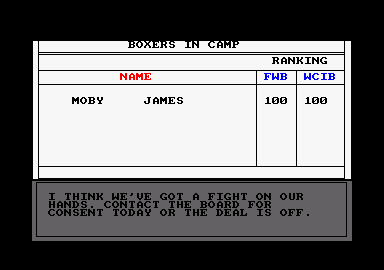 BOXERS IN CAMP
RANKING
NAME FWB WCIB
MOBY JAMES 100 100
I THINK WE'VE GOT A FIGHT ON OUR
HANDS. CONTACT THE BOARD FOR
CONSENT TODAY OR THE DEAL IS OFF.